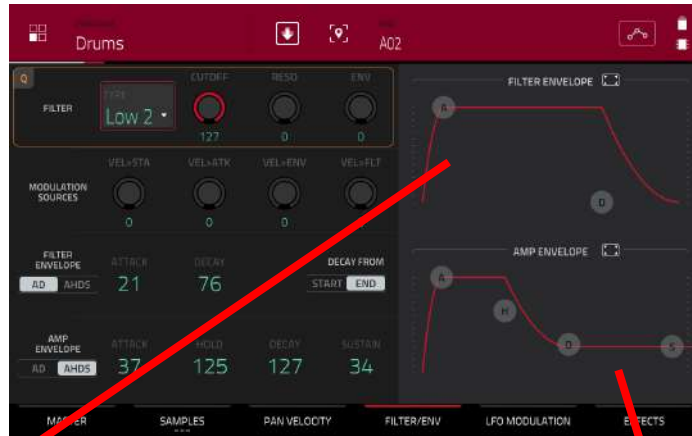 Drums
A02
Q
FILTER
TYPE
Low 2
CUTOFF
RESO
ENV
127
0
0
FILTER ENVELOPE
A
D
MODULATION
SOURCES
VEL>STA
VEL>ATK
VEL>ENV
VEL>FLT
0
0
0
FILTER
ENVELOPE
AD
AHDS
ATTACK
DECAY
21
76
DECAY FROM
START
END
AMP ENVELOPE
A
H
D
S
AMP
ENVELOPE
AD
AHDS
ATTACK
HOLD
DECAY
SUSTAIN
37
125
127
34
SAMPLES
PAN VELOCITY
FILTER/ENV
LFO MODULATION